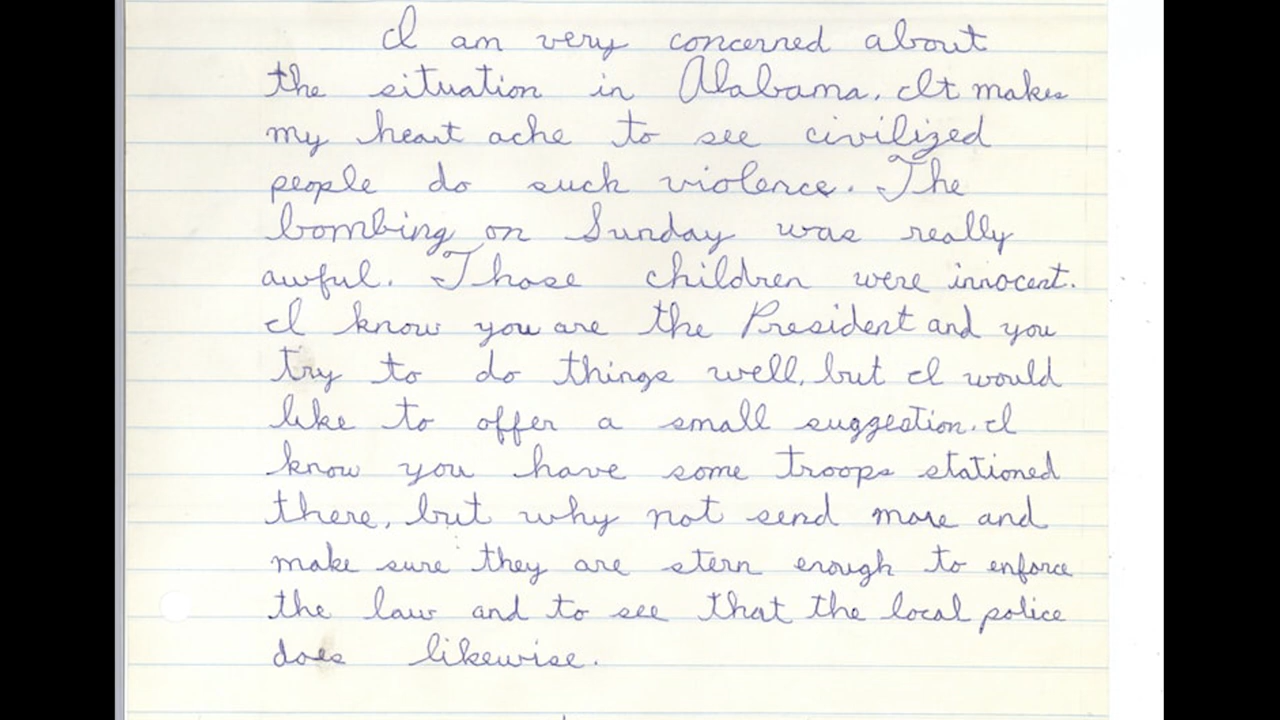 I am very concerned about
the situation in Alabama. It makes
my heart ache to see civilized
people do such violence. The
bombing on Sunday was really
awful. Those children were innocent.
I know you are the President and you
try to do things well, but I would
like to offer a small suggestion. I
know you have some troops stationed
there, but why not send more and
make sure they are stern enough to enforce
the law and to see that the local police
does likewise.